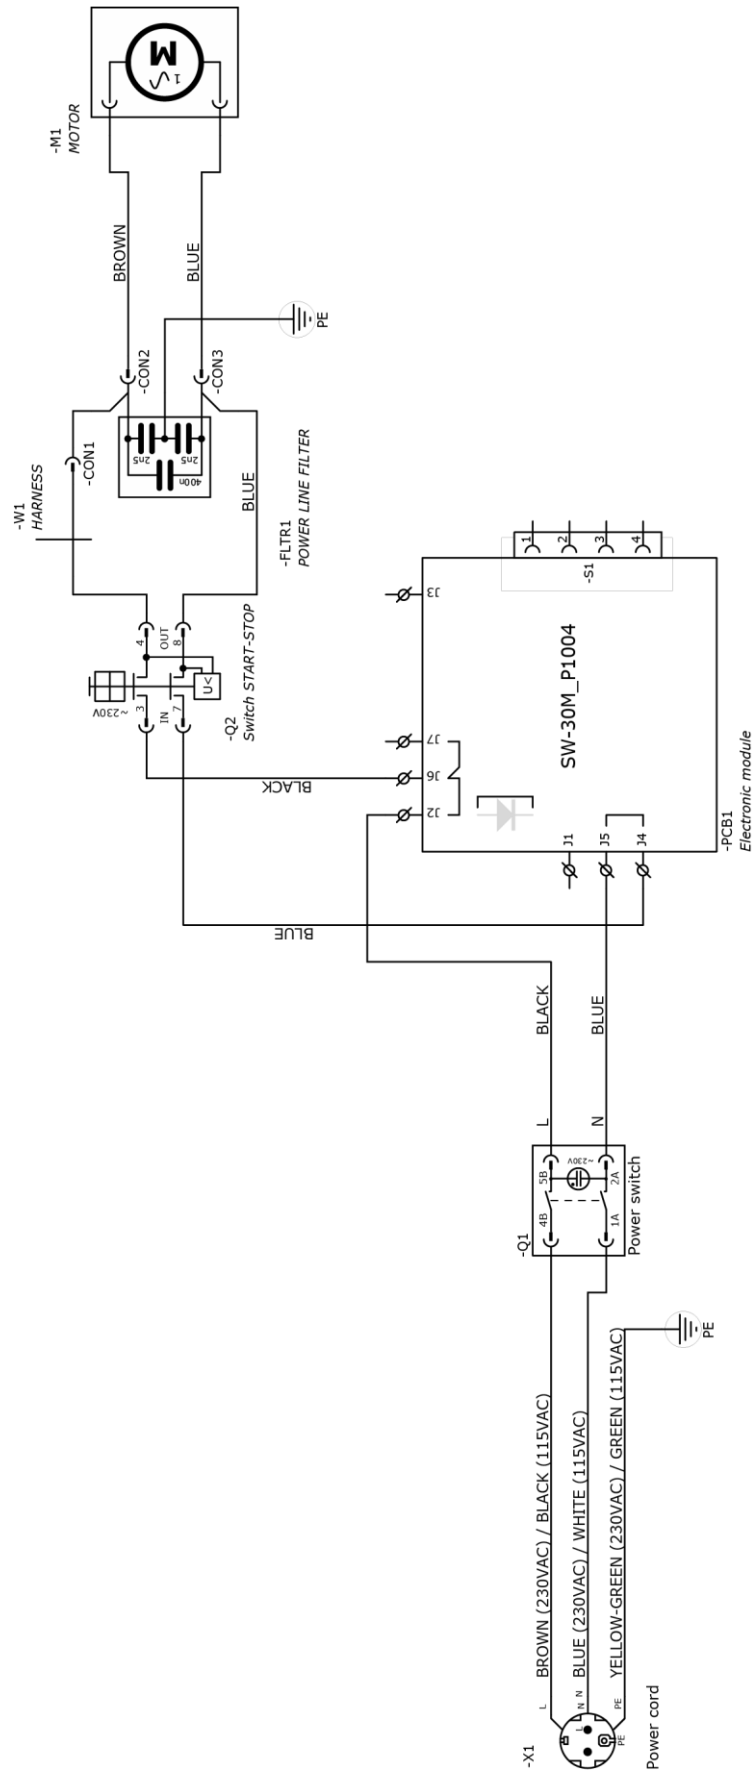 M
1
-M1
MOTOR
BROWN
BLUE
PE
-CON2
-CON3
-CON1
-W1
HARNESS
2n5
2n5
400n
BLUE
-FLTR1
POWER LINE FILTER
4
OUT
8
U<
~230V
3
IN
7
-Q2
Switch START-STOP
BLACK
BLUE
J3
J7
J6
J2
-S1
1
2
3
4
SW-30M_P1004
J1
J5
J4
-PCB1
Electronic module
BLACK
BLUE
L
N
5B
~230V
2A
4B
1A
-Q1
Power switch
PE
BROWN (230VAC) / BLACK (115VAC)
BLUE (230VAC) / WHITE (115VAC)
YELLOW-GREEN (230VAC) / GREEN (115VAC)
L
N
N
PE
L
PE
-X1
Power cord